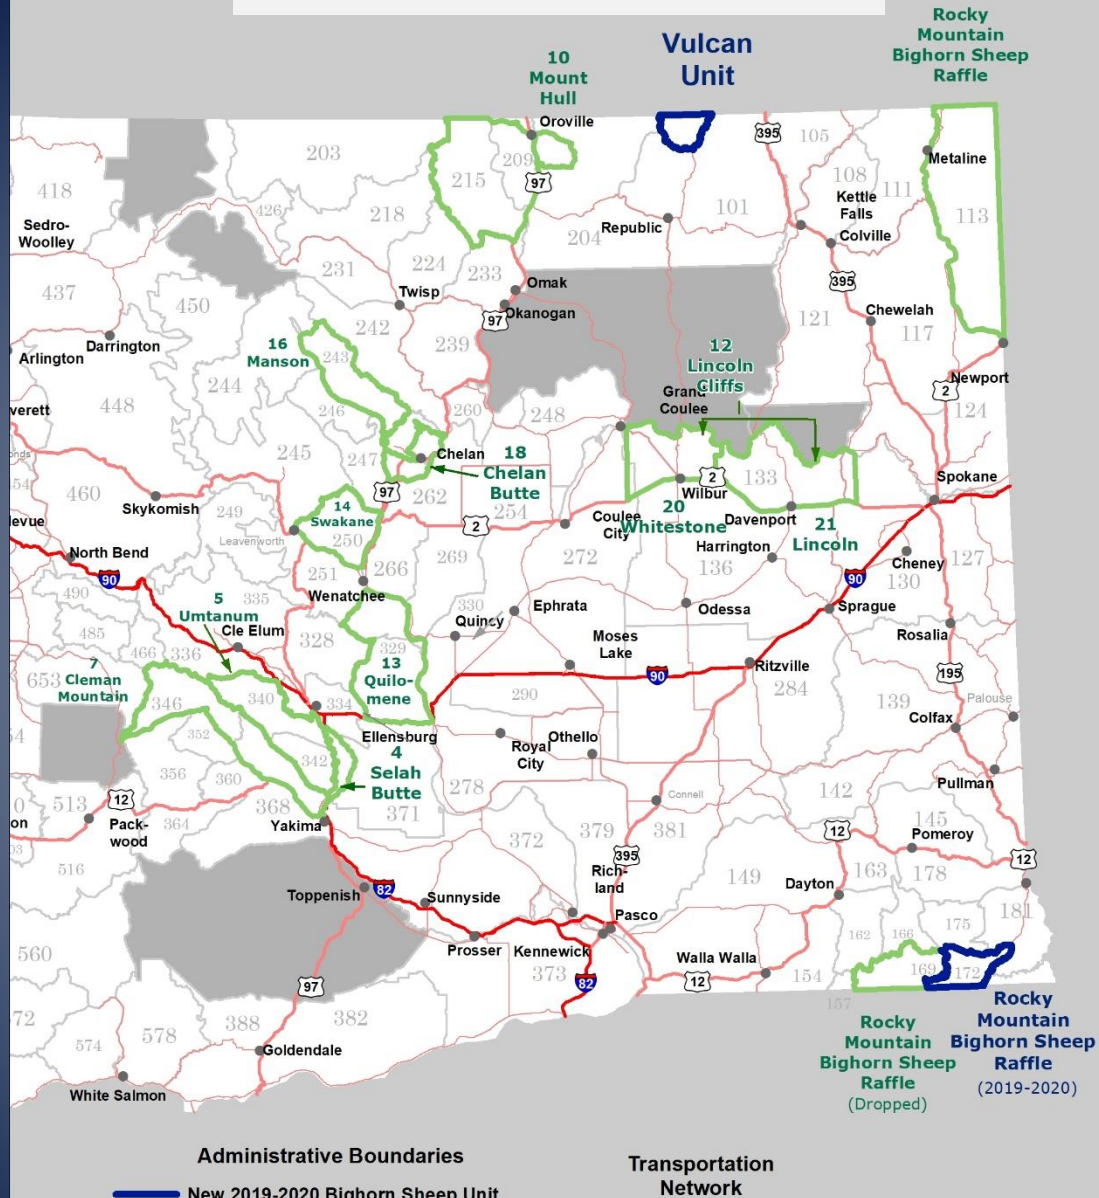 Rocky
Mountain
Bighorn Sheep
Raffle
Vulcan
Unit
10
Mount
Hull
Oroville
395
105
203
209
215
97
Metaline
108
111
Kettle
Falls
113
418
426
218
101
Sedro-
Woolley
204
Republic
Colville
231
224
233
437
Twisp
Omak
395
450
Okanogan
97
Chewelah
121
117
242
Darrington
Arlington
239
16
Manson
243
12
Lincoln
Cliffs
Newport
2
244
Grand
Coulee
verett
448
246
260
248
124
245
247
Chelan
18
Chelan
Butte
133
2
Spokane
460
97
262
Wilbur
Skykomish
14
Swakane
249
254
20
Whitestone
Davenport
21
Lincoln
2
Coulee
City
Leavenworth
250
North Bend
269
272
Harrington
136
Cheney
127
90
251
266
90
130
490
Wenatchee
335
5
Umtanum
330
Ephrata
Odessa
Sprague
Quincy
485
Cle Elum
328
329
Moses
Lake
Rosalia
466
336
13
Quilo-
mene
Ritzville
7
Cleman
Mountain
653
90
195
346
340
334
290
284
139
Palouse
352
Ellensburg
Royal
City
Othello
Colfax
356
360
342
4
Selah
Butte
278
Pullman
12
513
142
Connell
368
371
145
Pack-
wood
364
Yakima
372
379
381
12
Pomeroy
395
12
516
Rich-
land
149
163
178
Toppenish
82
Sunnyside
Dayton
Pasco
181
560
Prosser
Kennewick
162
166
175
Walla Walla
97
373
82
12
154
169
172
157
Rocky
Mountain
Bighorn Sheep
Raffle
(2019-2020)
578
388
382
Rocky
Mountain
Bighorn Sheep
Raffle
(Dropped)
574
Goldendale
White Salmon
Administrative Boundaries
Transportation
Network
New 2019-2020 Bighorn Sheep Unit